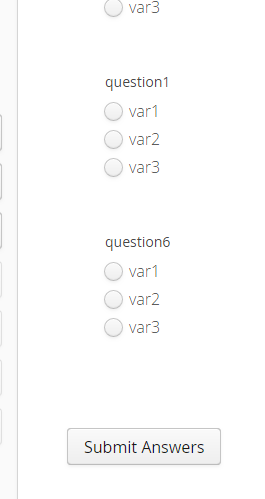 var3
question1
var1
var2
var3
question6
var1
var2
var3
Submit Answers